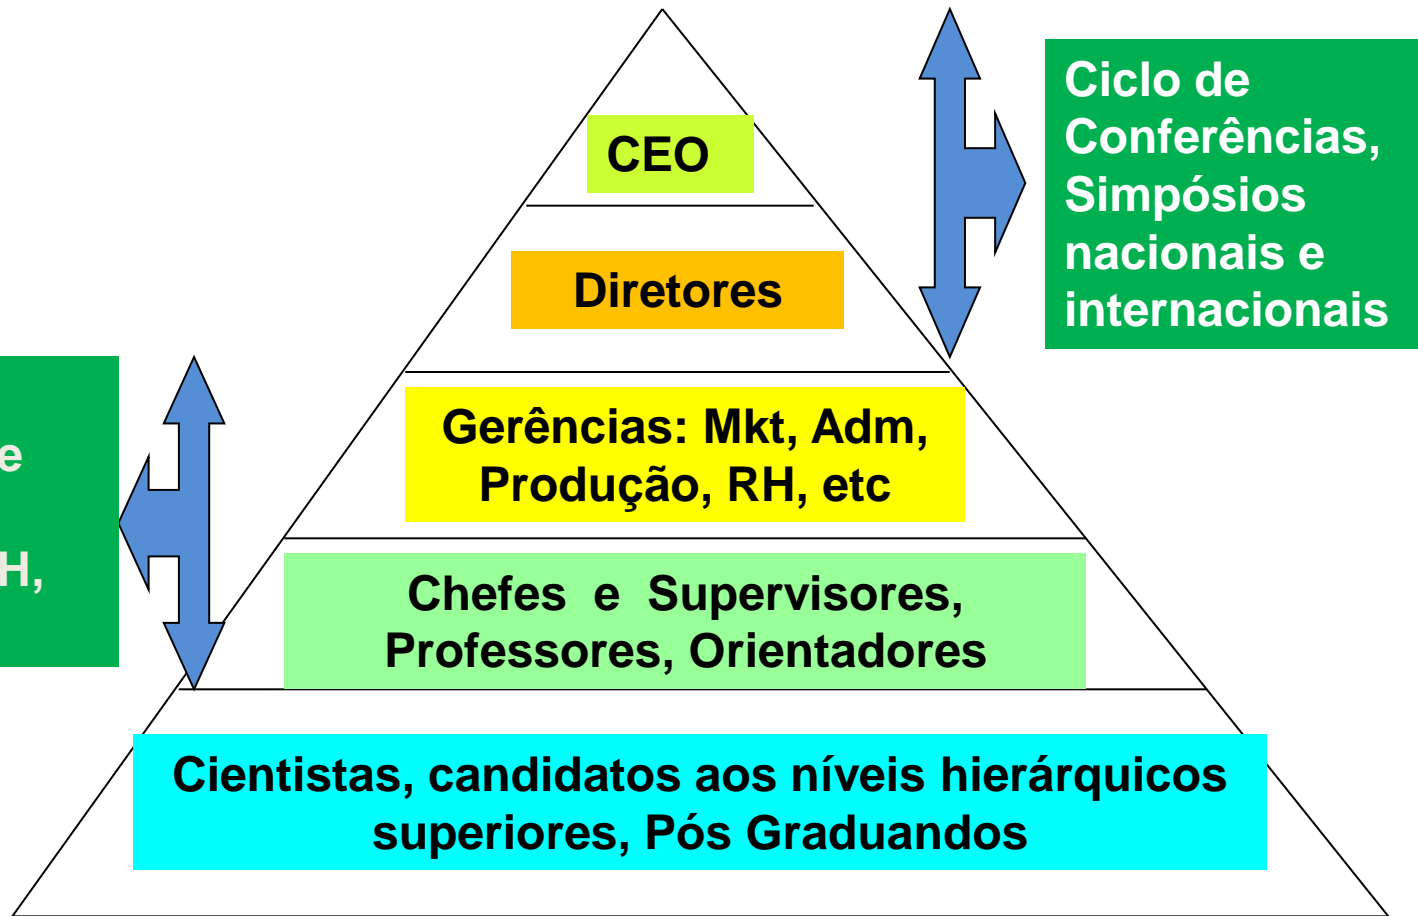 CEO
Diretores
Gerências: Mkt, Adm,
Produção, RH, etc
Chefes e Supervisores,
Professores, Orientadores
Cientistas, candidatos aos níveis hierárquicos
superiores, Pós Graduandos
Ciclo de
Conferências,
Simpósios
nacionais e
internacionais
e
H,